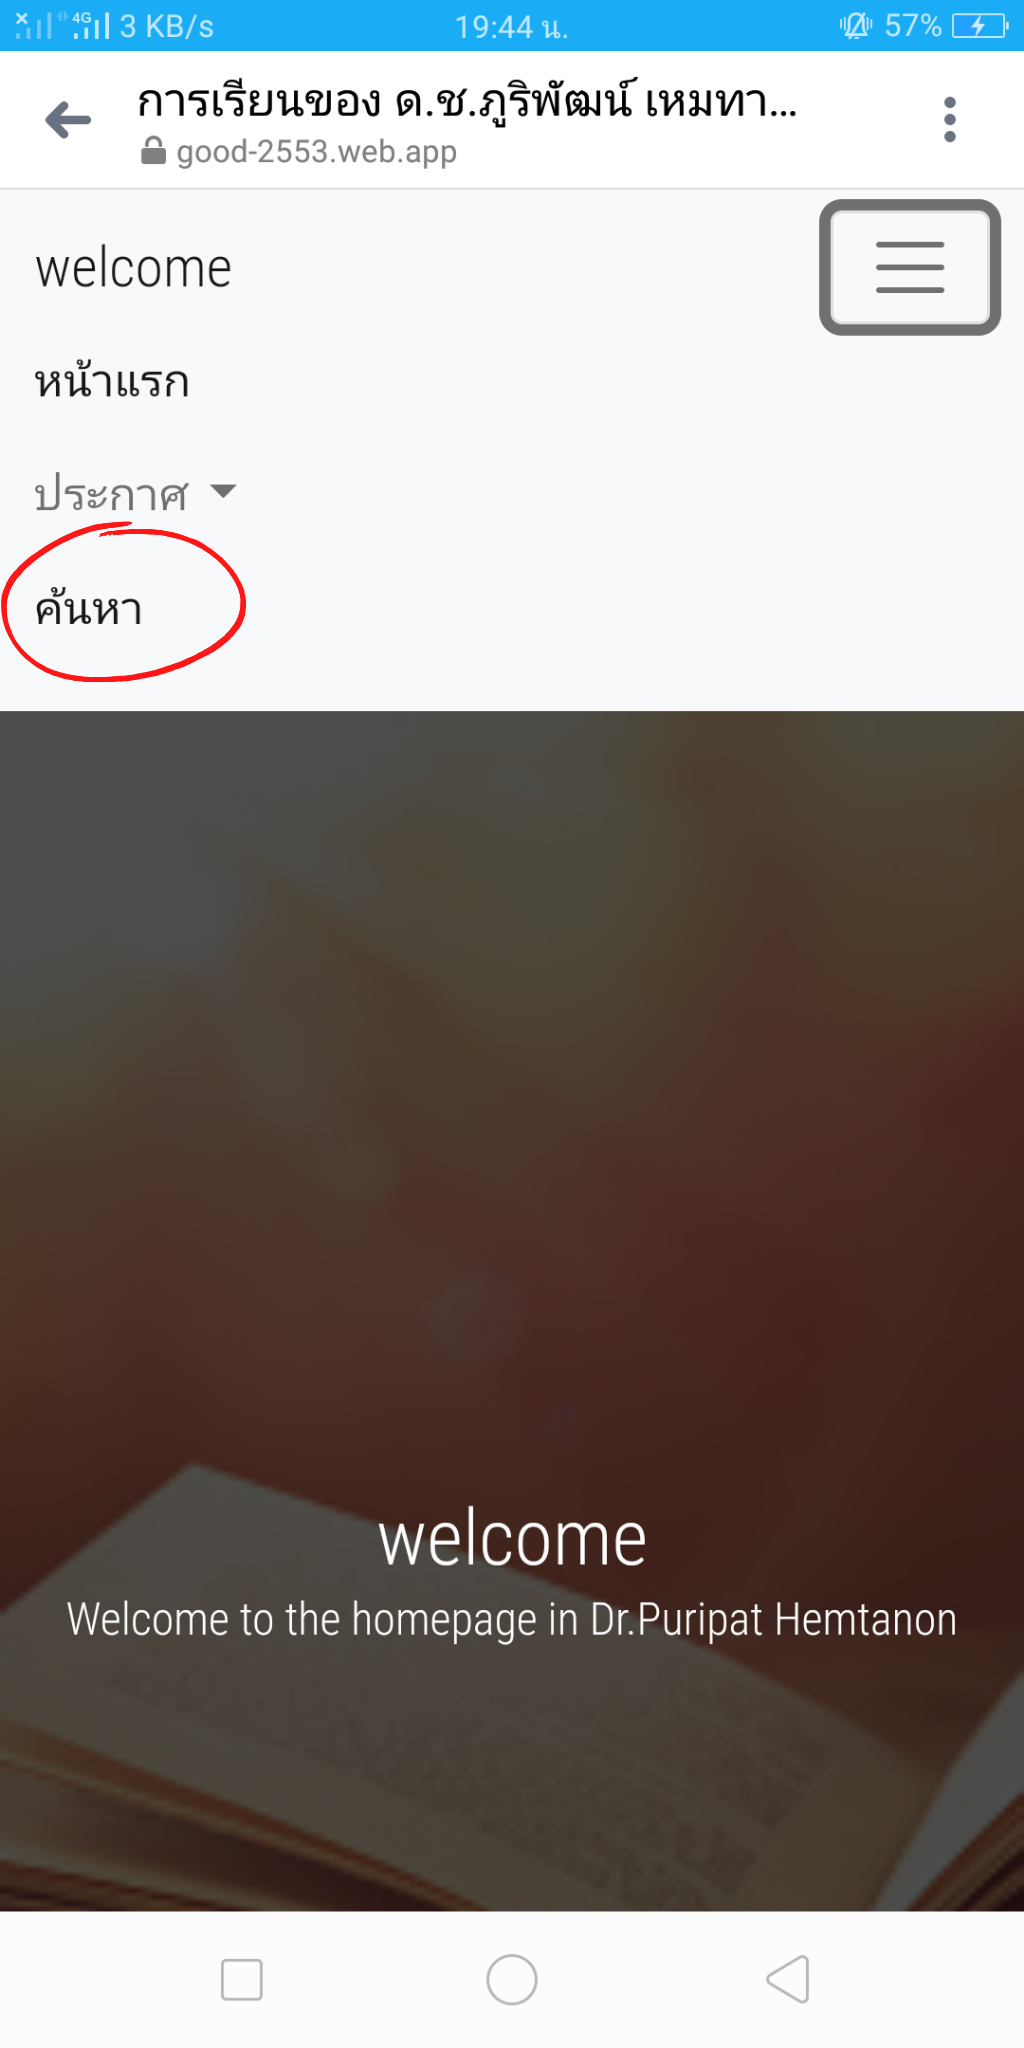 4G 3 KB/s 19:44 น. 57%
การเรียนของ ด.ช.ภูริพัฒน์ เหมทา...
good-2553.web.app
welcome
หน้าแรก
ประกาศ
ค้นหา
welcome
Welcome to the homepage in Dr.Puripat Hemtanon